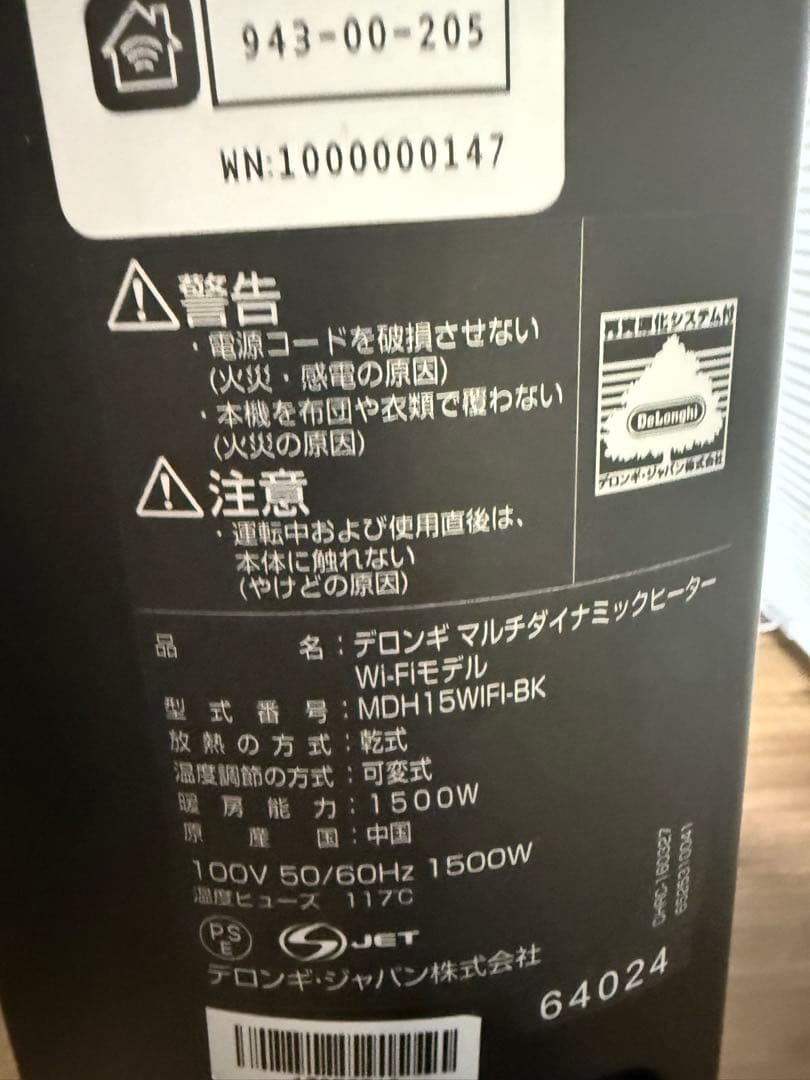 943-00-205
WN:1000000147
警告
・電源コードを破損させない
(火災・感電の原因)
・本機を布団や衣類で覆わない
(火災の原因)
注意
・運転中および使用直後は、
本体に触れない
(やけどの原因)
DeLonghi
デロンギ・ジャパン株式会社
品 名：デロンギ マルチダイナミックヒーター
Wi-Fiモデル
型式番号：MDH15WIFI-BK
放熱の方式：乾式
温度調節の方式：可変式
暖房能力：1500W
原産国：中国
100V 50/60Hz 1500W
温度ヒューズ 117C
PSE
JET
デロンギ・ジャパン株式会社
64024